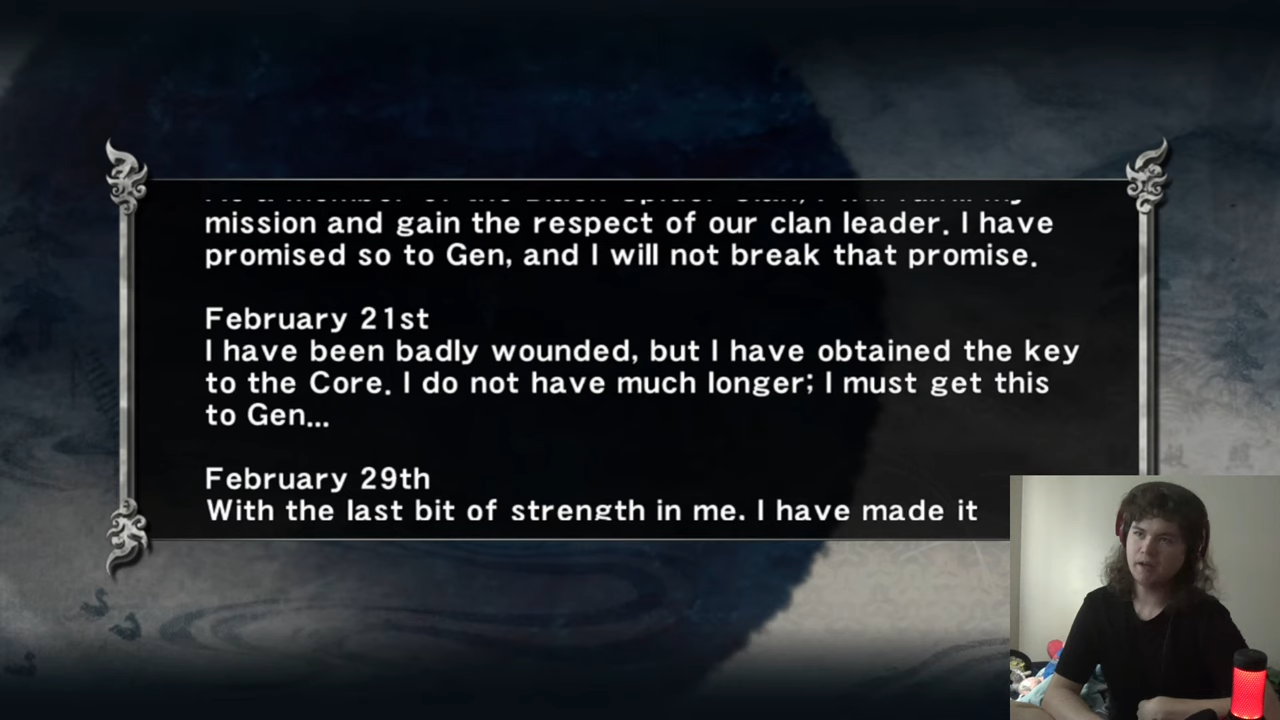 mission and gain the respect of our clan leader. I have
promised so to Gen, and I will not break that promise.
February 21st
I have been badly wounded, but I have obtained the key
to the Core. I do not have much longer; I must get this
to Gen...
February 29th
With the last bit of strength in me. I have made it